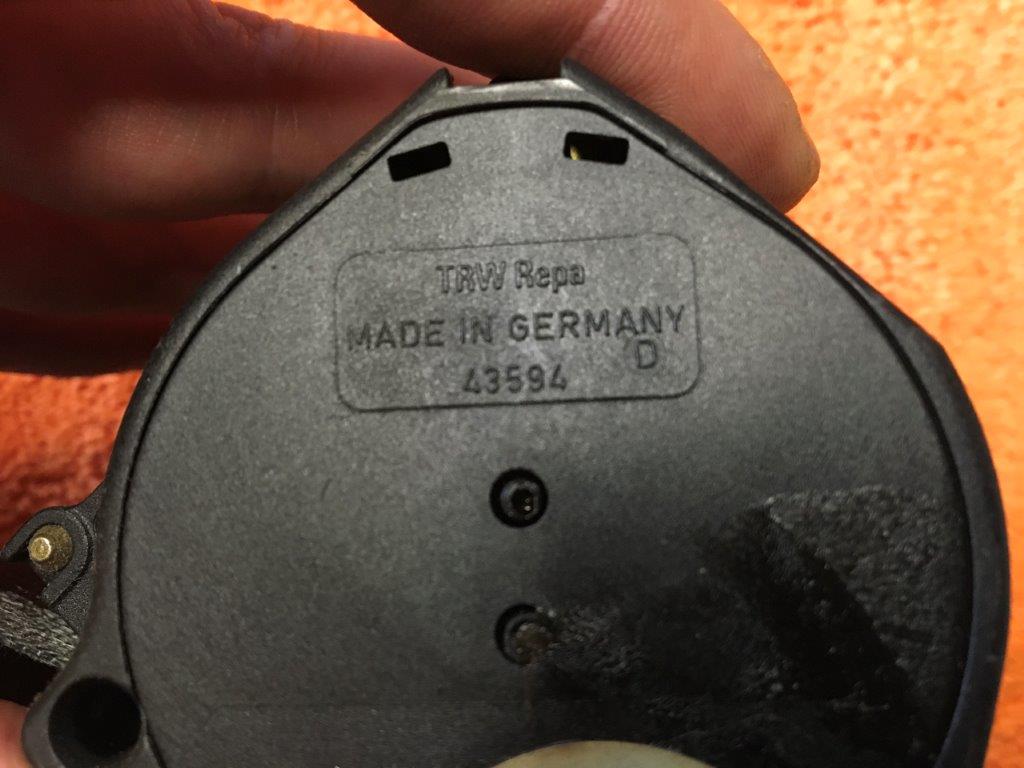 TRW Repa
MADE IN GERMANY
D
43594